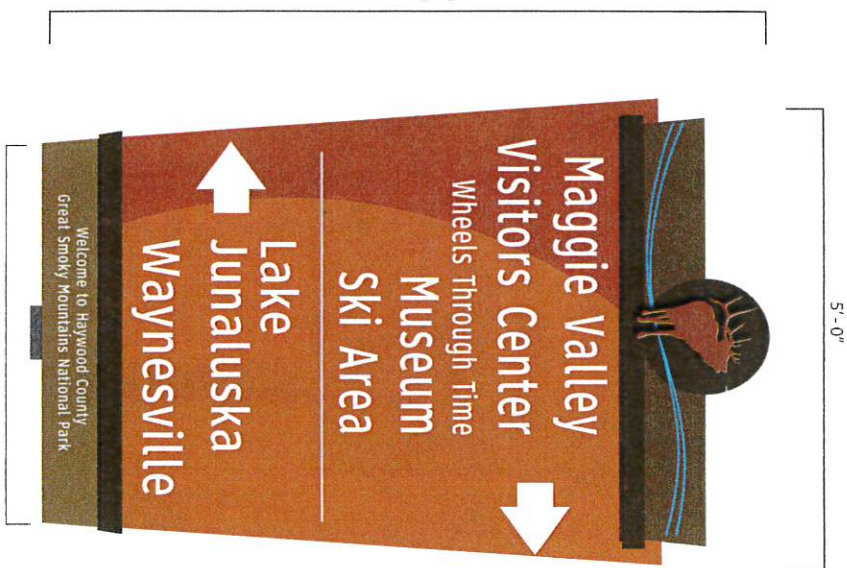 5'- 0"
Maggie Valley
Visitors Center
Wheels Through Time
Museum
Ski Area
Lake
Junaluska
Waynesville
Welcome to Haywood County
Great Smoky Mountains National Park